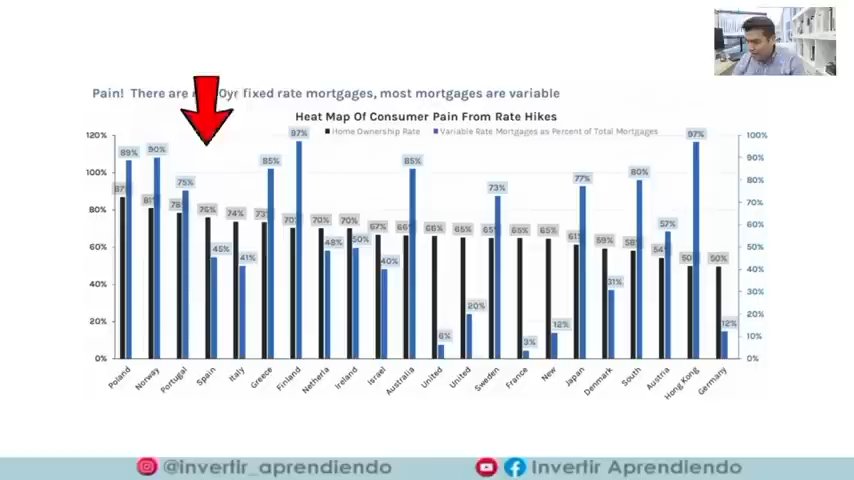 Pain! There are 0yr fixed rate mortgages, most mortgages are variable
Heat Map Of Consumer Pain From Rate Hikes
Home Ownership Rate Variable Rate Mortgages as Percent of Total Mortgages
120% 100% 80% 60% 40% 20% 0%
89% 90% 75% 45% 41% 85% 97% 48% 50% 40% 85% 6% 20% 73% 3% 12% 77% 31% 80% 57% 97% 12%
87% 81% 78% 76% 74% 73% 70% 70% 70% 67% 66% 66% 65% 65% 65% 65% 61% 59% 58% 54% 50% 50%
100% 90% 80% 70% 60% 50% 40% 30% 20% 10% 0%
Poland Norway Portugal Spain Italy Greece Finland Netherla Ireland Israel Australia United United Sweden France New Japan Denmark South Austria Hong Kong Germany
@invertir_aprendiendo Invertir Aprendiendo